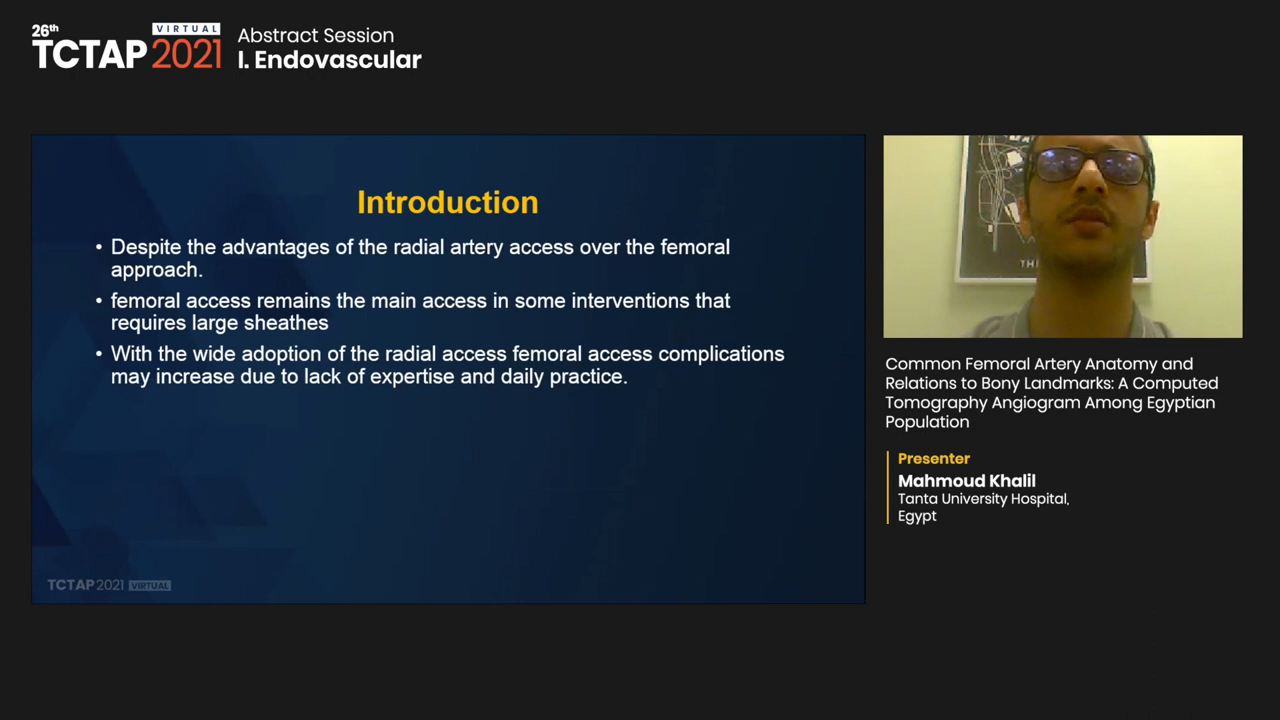 26th
TCTAP
VIRTUAL
2021
Abstract Session
I. Endovascular
Introduction
• Despite the advantages of the radial artery access over the femoral
approach.
• femoral access remains the main access in some interventions that
requires large sheathes
• With the wide adoption of the radial access femoral access complications
may increase due to lack of expertise and daily practice.
TCTAP 2021 VIRTUAL
Common Femoral Artery Anatomy and
Relations to Bony Landmarks: A Computed
Tomography Angiogram Among Egyptian
Population
Presenter
Mahmoud Khalil
Tanta University Hospital,
Egypt